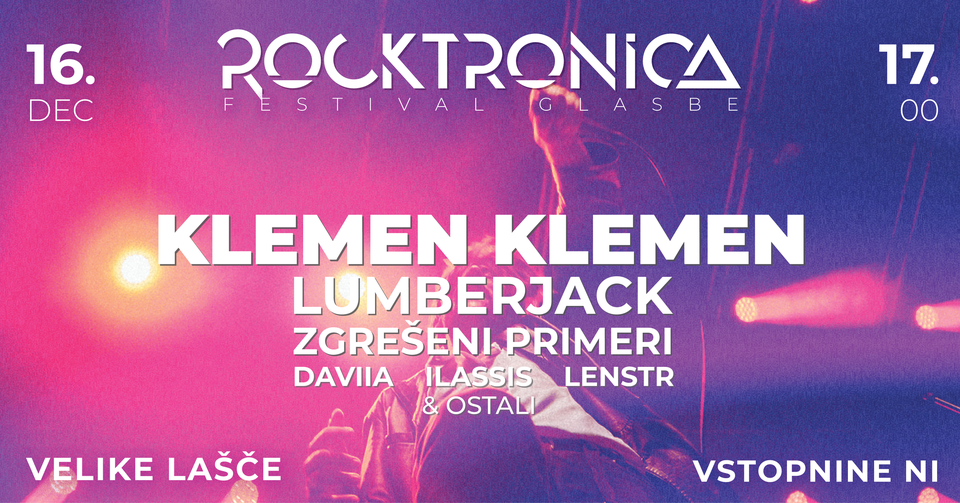 16.
DEC
ROCKTRONICA
FESTIVAL GLASBE
17.
00
KLEMEN KLEMEN
LUMBERJACK
ZGREŠENI PRIMERI
DAVIIA ILASSIS LENSTR
& OSTALI
VELIKE LAŠČE
VSTOPNINE NI